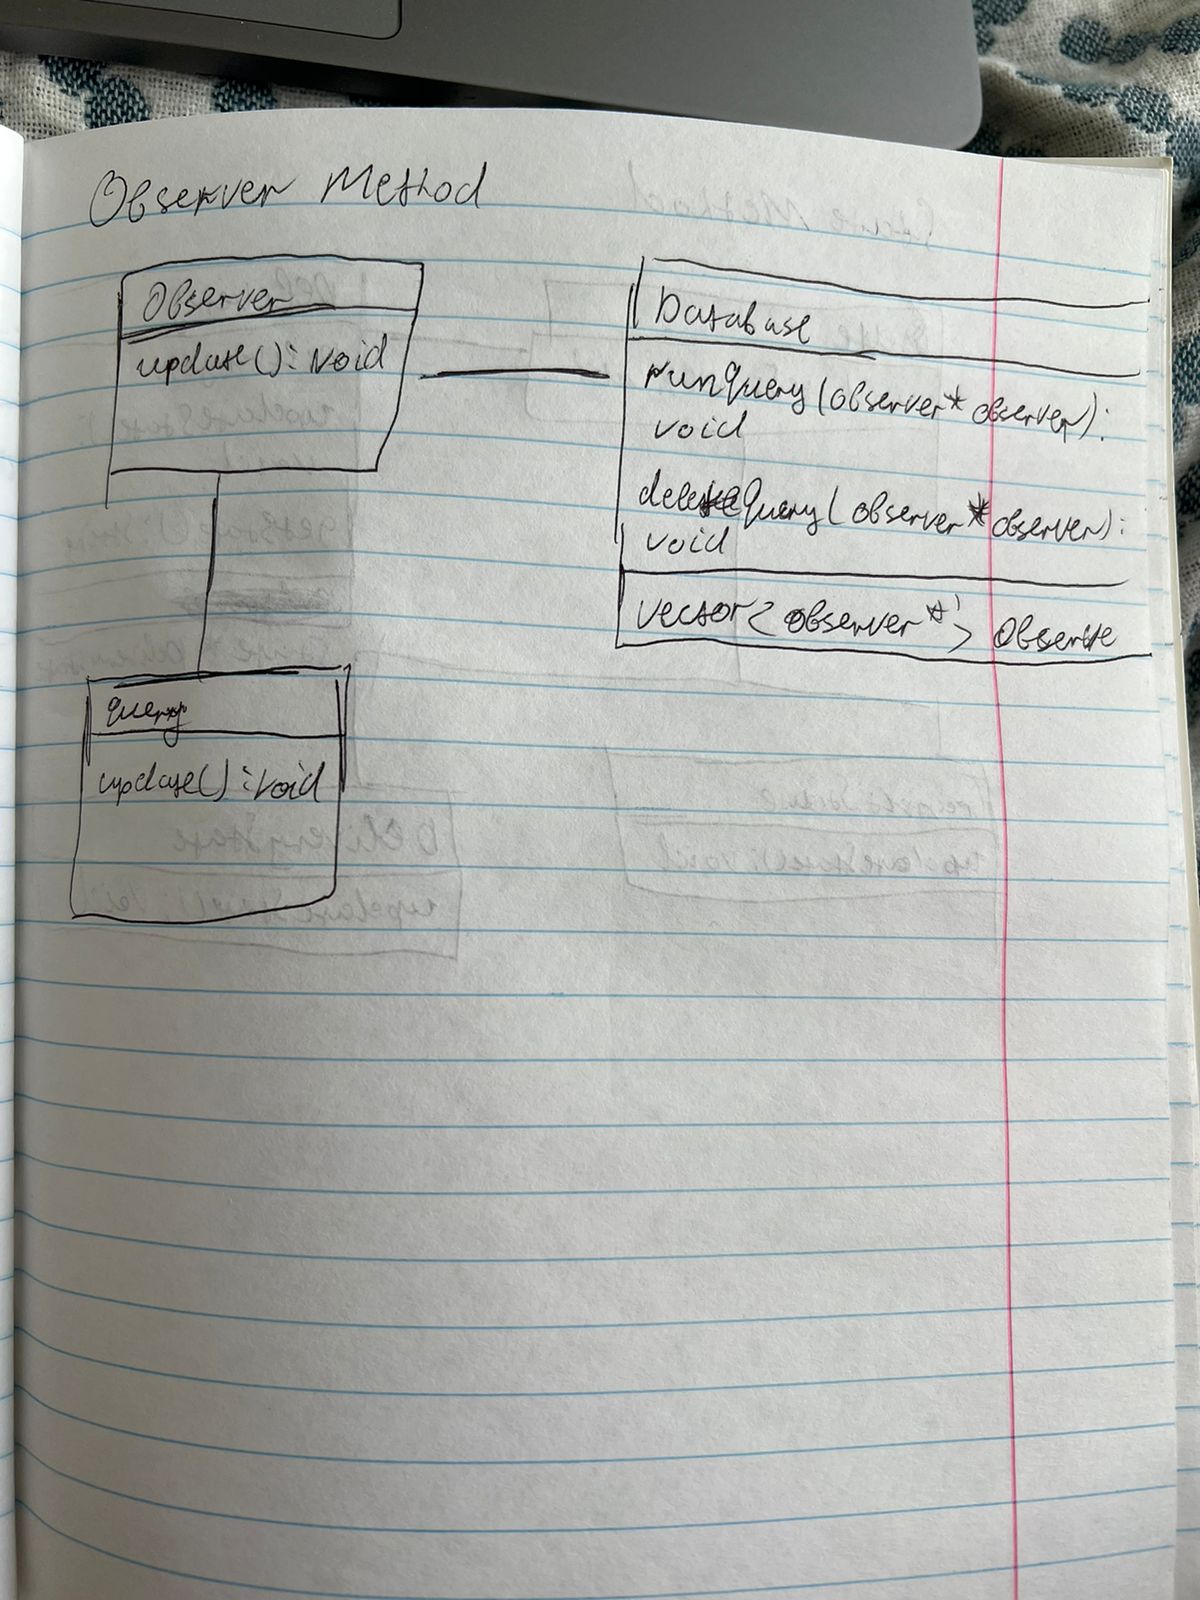 Observer Method
Observer
update(): void
Database
runquery(observer* observer):
void
deletequery(observer* observer):
void
vector<observer*> Observe
query
update(): void